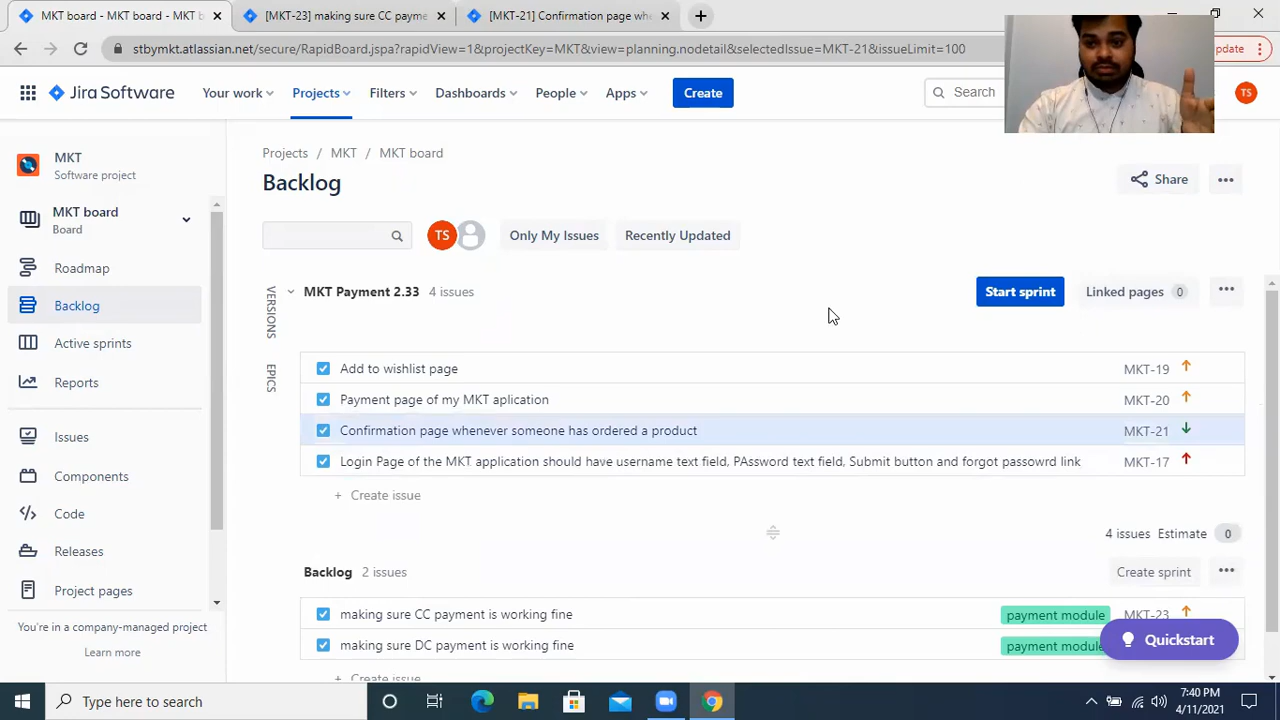 MKT board - MKT board - MKT b
[MKT-23] making sure CC payme
[MKT-21] Confirmation page whe
stbymkt.atlassian.net/secure/RapidBoard.jspa?rapidView=1&projectKey=MKT&view=planning.nodetail&selectedIssue=MKT-21&issueLimit=100
pdate
Jira Software
Your work
Projects
Filters
Dashboards
People
Apps
Create
Search
TS
MKT
Software project
MKT board
Board
Roadmap
Backlog
Active sprints
Reports
Issues
Components
Code
Releases
Project pages
You're in a company-managed project
Learn more
Projects / MKT / MKT board
Backlog
Share
TS
Only My Issues
Recently Updated
VERSIONS
EPICS
MKT Payment 2.33 4 issues
Start sprint
Linked pages 0
Add to wishlist page MKT-19
Payment page of my MKT aplication MKT-20
Confirmation page whenever someone has ordered a product MKT-21
Login Page of the MKT application should have username text field, PAssword text field, Submit button and forgot passowrd link MKT-17
+ Create issue
4 issues Estimate 0
Backlog 2 issues
Create sprint
making sure CC payment is working fine payment module MKT-23
making sure DC payment is working fine payment module
+ Create issue
Quickstart
Type here to search
7:40 PM
4/11/2021